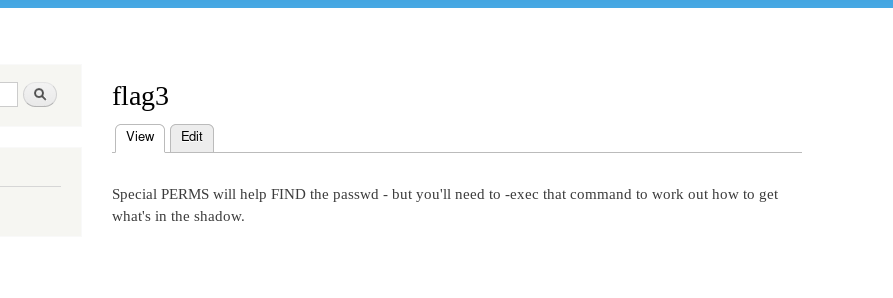 flag3
View Edit
Special PERMS will help FIND the passwd - but you'll need to -exec that command to work out how to get
what's in the shadow.